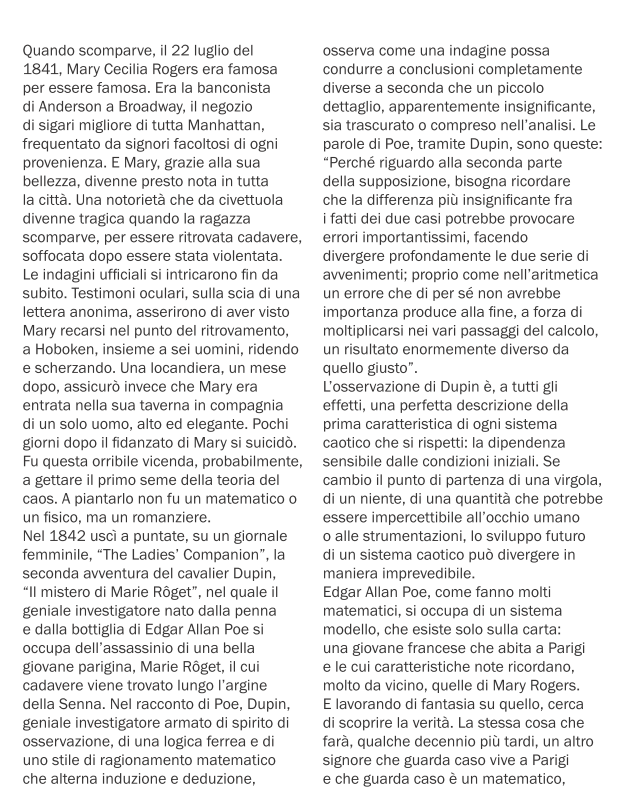 Quando scomparve, il 22 luglio del
1841, Mary Cecilia Rogers era famosa
per essere famosa. Era la banconista
di Anderson a Broadway, il negozio
di sigari migliore di tutta Manhattan,
frequentato da signori facoltosi di ogni
provenienza. E Mary, grazie alla sua
bellezza, divenne presto nota in tutta
la città. Una notorietà che da civettuola
divenne tragica quando la ragazza
scomparve, per essere ritrovata cadavere,
soffocata dopo essere stata violentata.
Le indagini ufficiali si intricarono fin da
subito. Testimoni oculari, sulla scia di una
lettera anonima, asserirono di aver visto
Mary recarsi nel punto del ritrovamento,
a Hoboken, insieme a sei uomini, ridendo
e scherzando. Una locandiera, un mese
dopo, assicurò invece che Mary era
entrata nella sua taverna in compagnia
di un solo uomo, alto ed elegante. Pochi
giorni dopo il fidanzato di Mary si suicidò.
Fu questa orribile vicenda, probabilmente,
a gettare il primo seme della teoria del
caos. A piantarlo non fu un matematico o
un fisico, ma un romanziere.
Nel 1842 uscì a puntate, su un giornale
femminile, “The Ladies’ Companion”, la
seconda avventura del cavalier Dupin,
“Il mistero di Marie Rôget”, nel quale il
geniale investigatore nato dalla penna
e dalla bottiglia di Edgar Allan Poe si
occupa dell’assassinio di una bella
giovane parigina, Marie Rôget, il cui
cadavere viene trovato lungo l’argine
della Senna. Nel racconto di Poe, Dupin,
geniale investigatore armato di spirito di
osservazione, di una logica ferrea e di
uno stile di ragionamento matematico
che alterna induzione e deduzione,
osserva come una indagine possa
condurre a conclusioni completamente
diverse a seconda che un piccolo
dettaglio, apparentemente insignificante,
sia trascurato o compreso nell’analisi. Le
parole di Poe, tramite Dupin, sono queste:
“Perché riguardo alla seconda parte
della supposizione, bisogna ricordare
che la differenza più insignificante fra
i fatti dei due casi potrebbe provocare
errori importantissimi, facendo
divergere profondamente le due serie di
avvenimenti; proprio come nell’aritmetica
un errore che di per sé non avrebbe
importanza produce alla fine, a forza di
moltiplicarsi nei vari passaggi del calcolo,
un risultato enormemente diverso da
quello giusto”.
L’osservazione di Dupin è, a tutti gli
effetti, una perfetta descrizione della
prima caratteristica di ogni sistema
caotico che si rispetti: la dipendenza
sensibile dalle condizioni iniziali. Se
cambio il punto di partenza di una virgola,
di un niente, di una quantità che potrebbe
essere impercettibile all’occhio umano
o alle strumentazioni, lo sviluppo futuro
di un sistema caotico può divergere in
maniera imprevedibile.
Edgar Allan Poe, come fanno molti
matematici, si occupa di un sistema
modello, che esiste solo sulla carta:
una giovane francese che abita a Parigi
e le cui caratteristiche note ricordano,
molto da vicino, quelle di Mary Rogers.
E lavorando di fantasia su quello, cerca
di scoprire la verità. La stessa cosa che
farà, qualche decennio più tardi, un altro
signore che guarda caso vive a Parigi
e che guarda caso è un matematico,